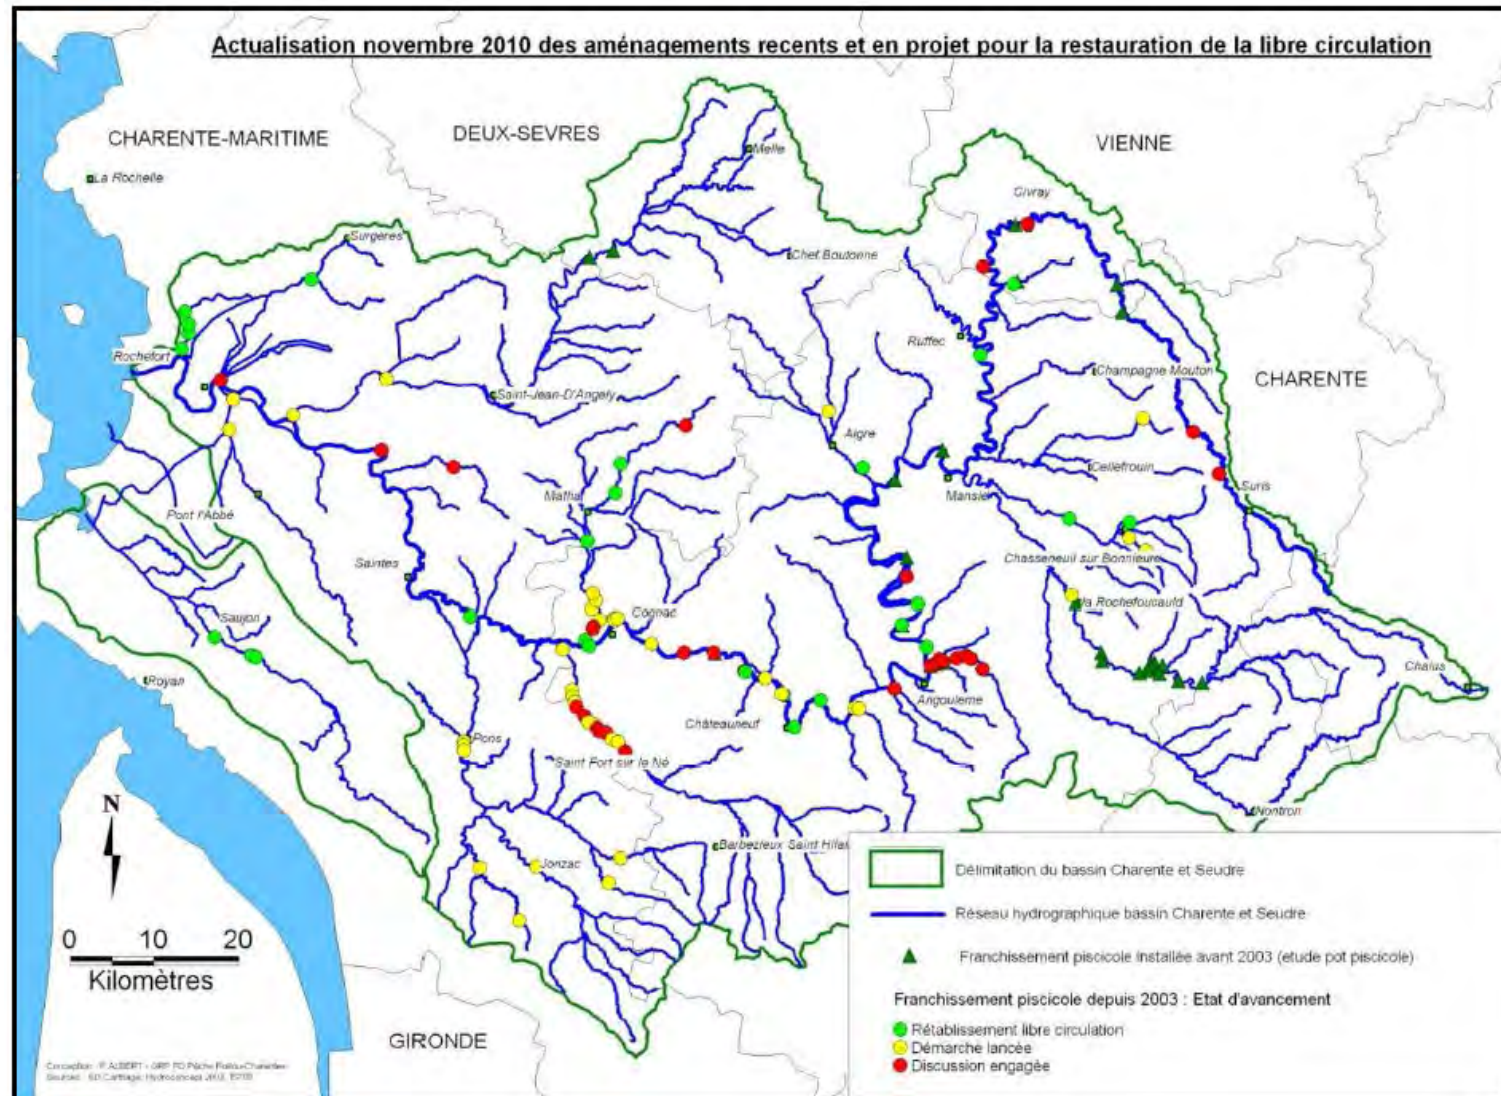 Actualisation novembre 2010 des aménagements recents et en projet pour la restauration de la libre circulation
DEUX-SEVRES
CHARENTE-MARITIME
VIENNE
Melle
La Rochelle
Civray
Surgeres
Chef Boutonne
Ruffec
Rochefort
Champagne Mouton
CHARENTE
Saint-Jean-D'Angely
Aigre
Cellefrouin
Suris
Matha
Mansle
Pont l'Abbé
Chasseneuil sur Bonnieure
Saintes
la Rochefoucauld
Cognac
Saujon
Chalus
Royan
Angouleme
Châteauneuf
Pons
Saint Fort sur le Né
Nontron
N
Barbezieux Saint Hilai
Jonzac
Délimitation du bassin Charente et Seudre
Réseau hydrographique bassin Charente et Seudre
0 10 20
Kilomètres
Franchissement piscicole installée avant 2003 (etude pot piscicole)
Franchissement piscicole depuis 2003 : Etat d'avancement
Rétablissement libre circulation
Démarche lancée
Discussion engagée
GIRONDE